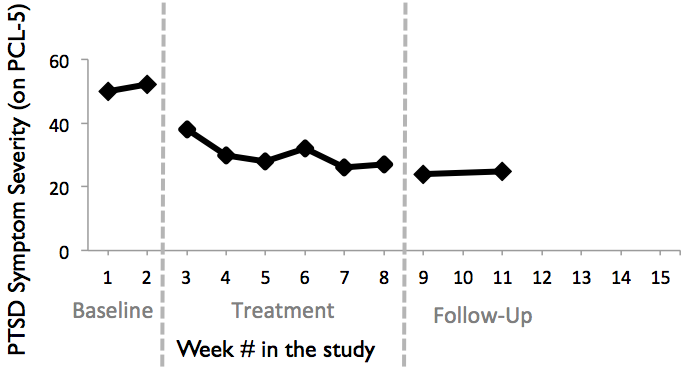 PTSD Symptom Severity (on PCL-5)
60
40
20
0
1 2 3 4 5 6 7 8 9 10 11 12 13 14 15
Baseline Treatment Follow-Up
Week # in the study